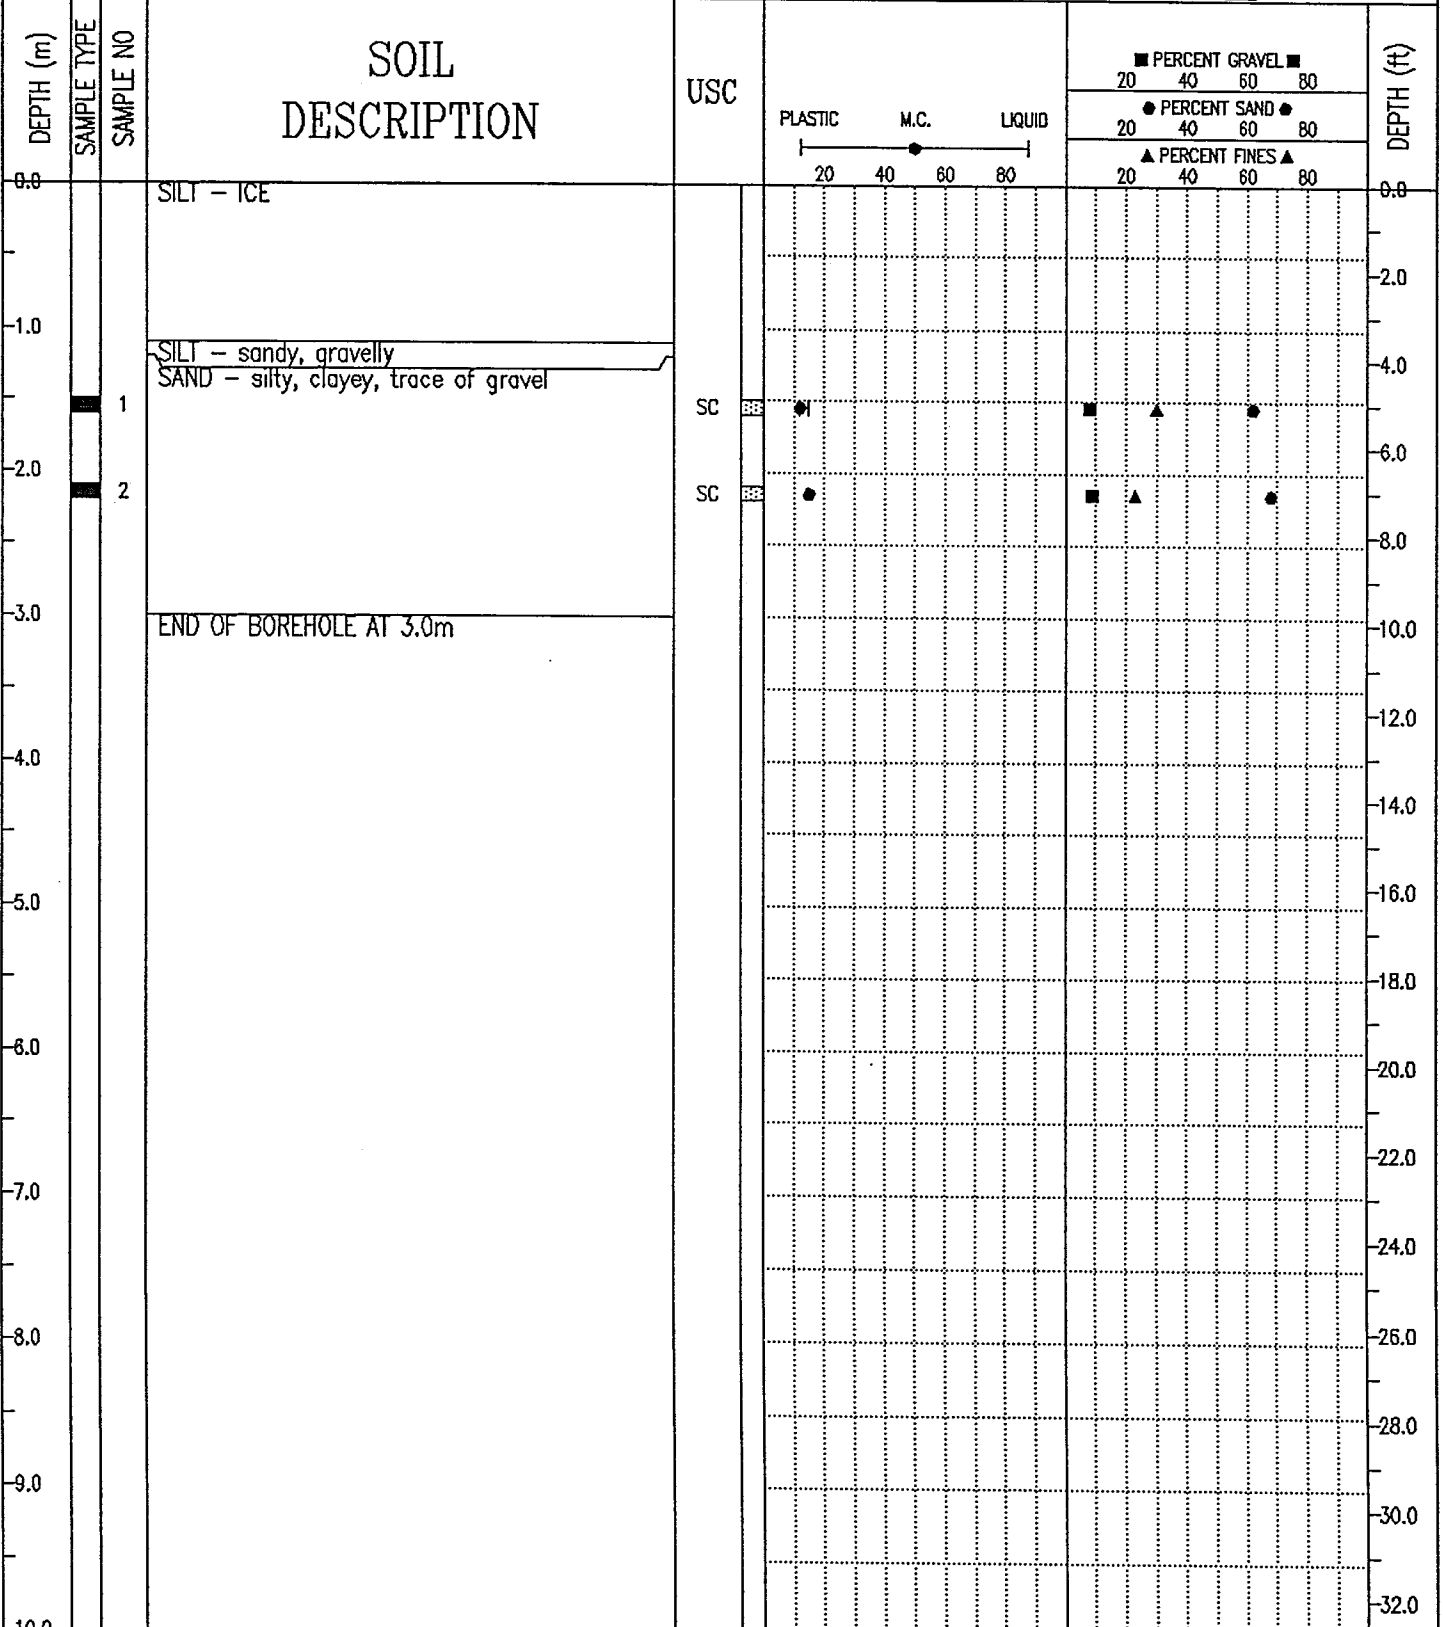 DEPTH (m)
SAMPLE TYPE
SAMPLE NO
SOIL
DESCRIPTION
USC
PLASTIC M.C. LIQUID
20 40 60 80
■ PERCENT GRAVEL ■
20 40 60 80
● PERCENT SAND ●
20 40 60 80
▲ PERCENT FINES ▲
20 40 60 80
DEPTH (ft)
0.0
SILT – ICE
0.0
2.0
1.0
SILT – sandy, gravelly
4.0
SAND – silty, clayey, trace of gravel
1 SC
6.0
2.0
2 SC
8.0
3.0
END OF BOREHOLE AT 3.0m
10.0
12.0
4.0
14.0
5.0
16.0
18.0
6.0
20.0
22.0
7.0
24.0
8.0
26.0
28.0
9.0
30.0
32.0
10.0